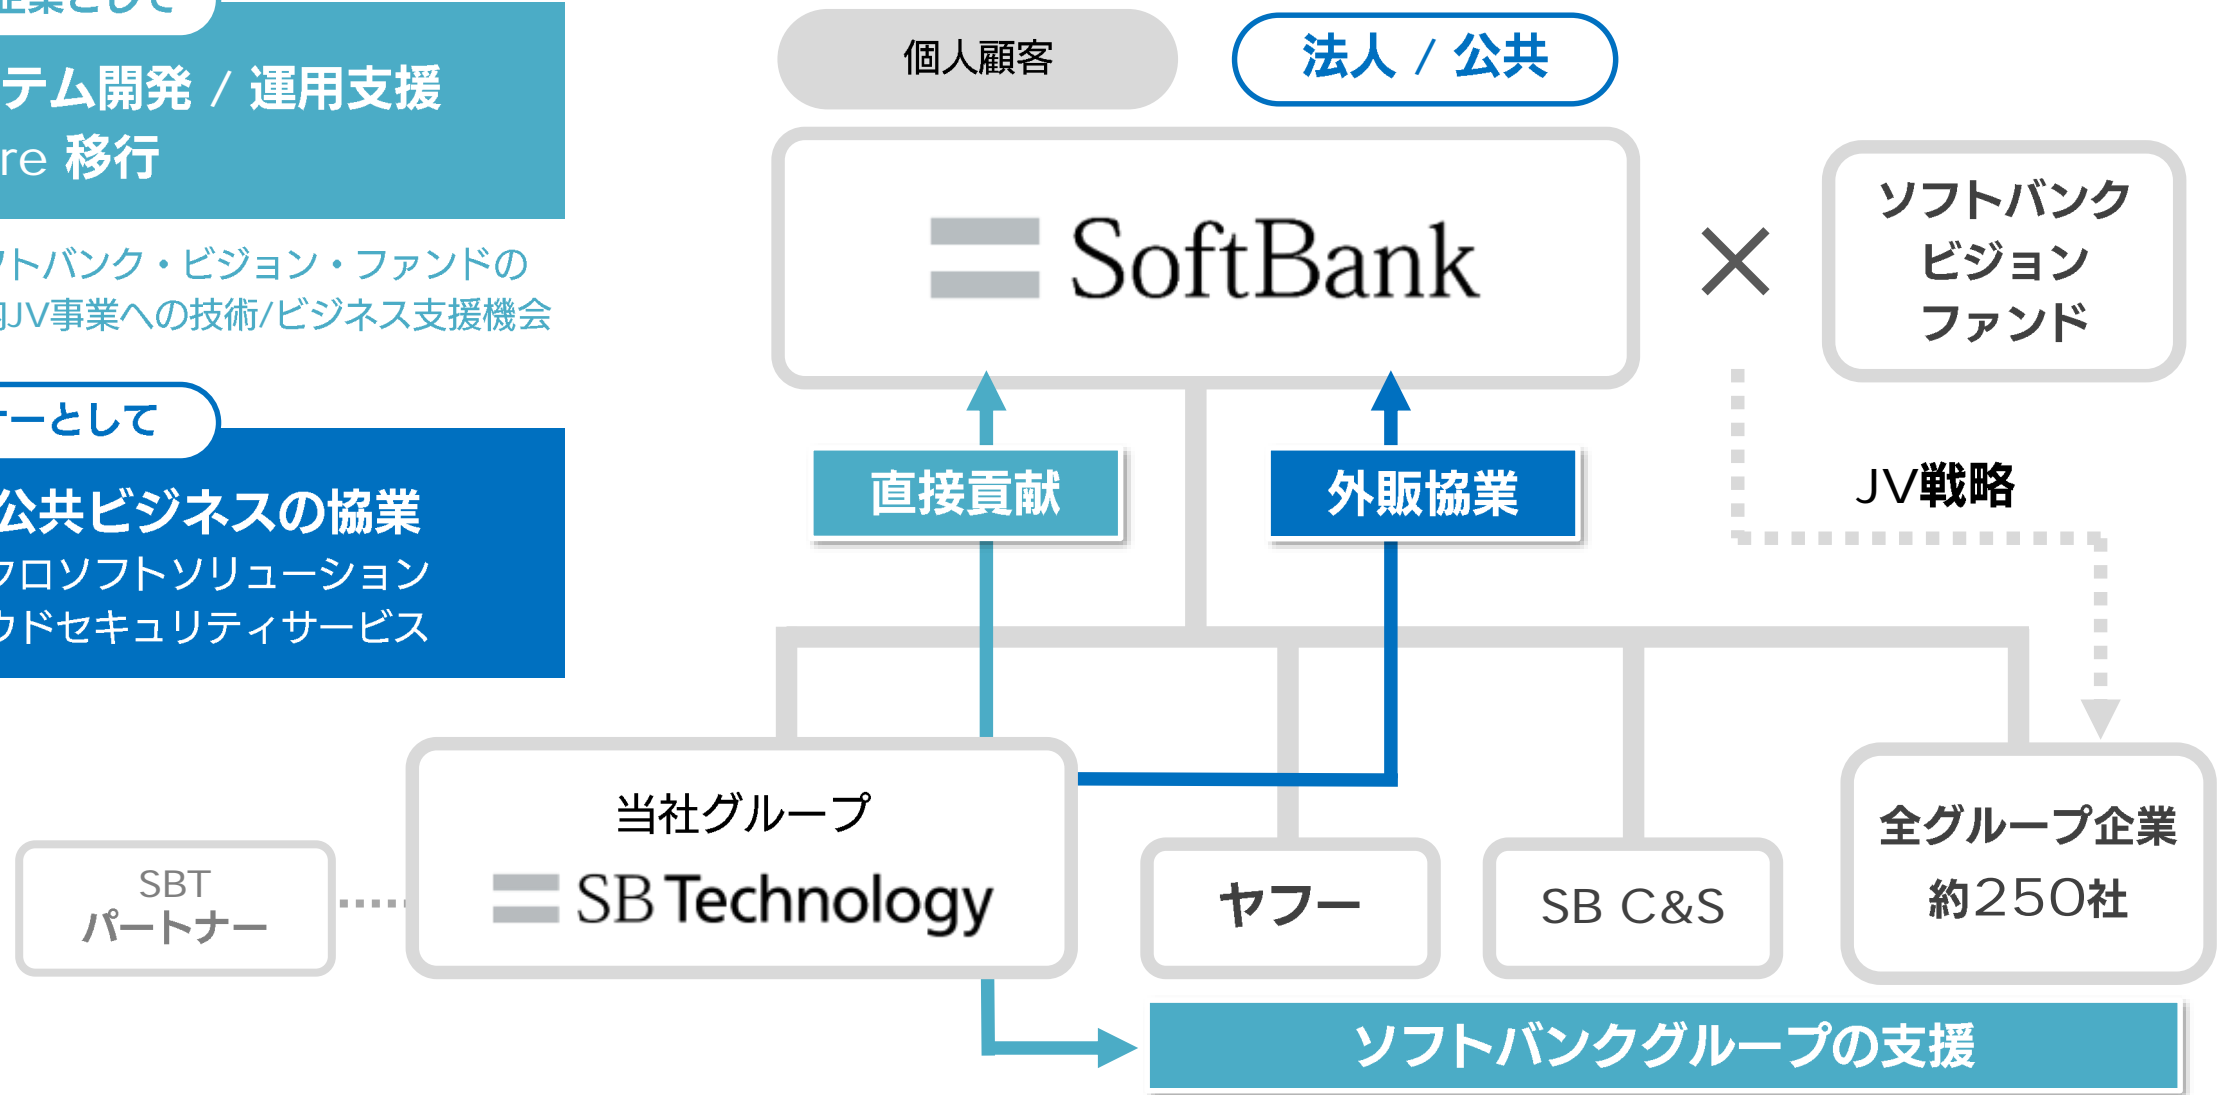 企業として
テム開発 / 運用支援
re 移行
フトバンク・ビジョン・ファンドの
JV事業への技術/ビジネス支援機会
ナーとして
公共ビジネスの協業
クロソフトソリューション
ウドセキュリティサービス
個人顧客
法人 / 公共
SoftBank
×
ソフトバンク
ビジョン
ファンド
直接貢献
外販協業
JV戦略
当社グループ
SB Technology
SBT
パートナー
ヤフー
SB C&S
全グループ企業
約250社
ソフトバンクグループの支援